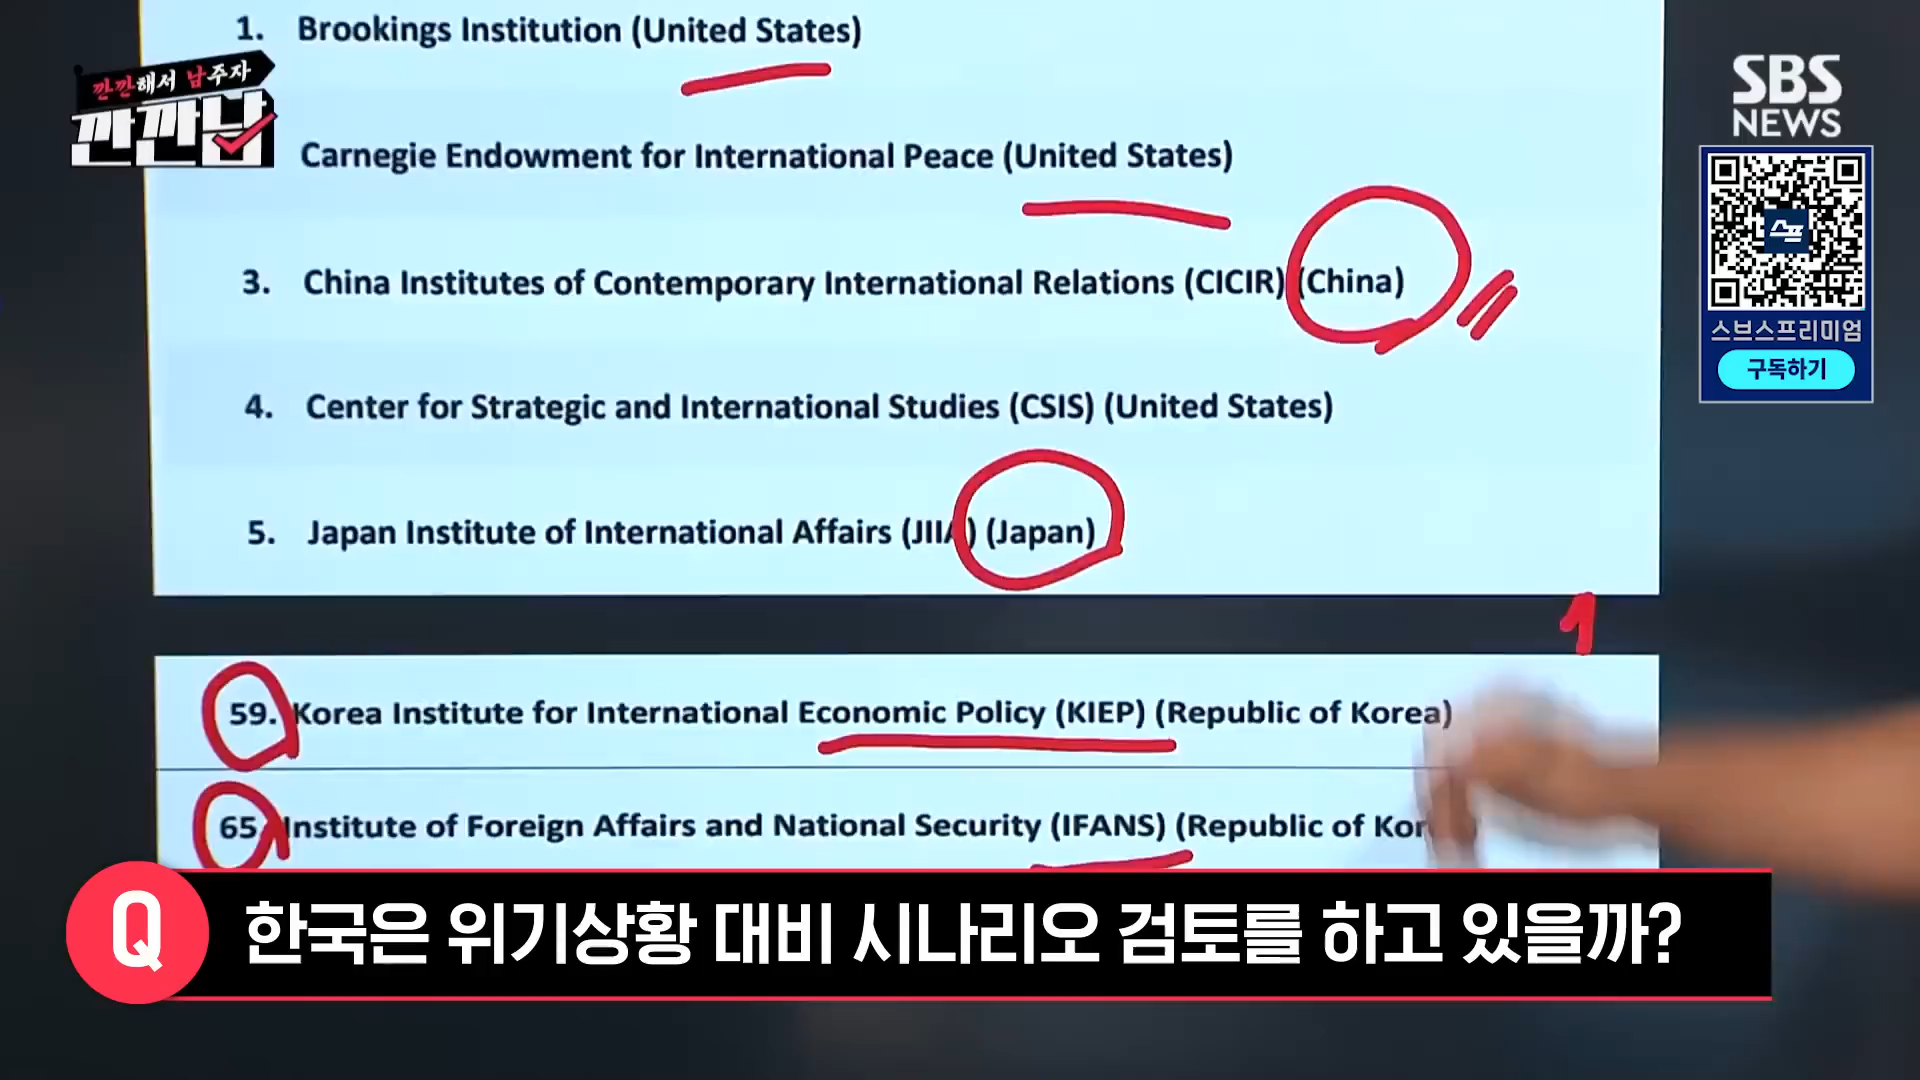 1. Brookings Institution (United States)
깐깐해서 남주자
깐깐남
Carnegie Endowment for International Peace (United States)
3. China Institutes of Contemporary International Relations (CICIR) (China)
4. Center for Strategic and International Studies (CSIS) (United States)
5. Japan Institute of International Affairs (JIIA) (Japan)
1
59. Korea Institute for International Economic Policy (KIEP) (Republic of Korea)
65. Institute of Foreign Affairs and National Security (IFANS) (Republic of Kor
Q 한국은 위기상황 대비 시나리오 검토를 하고 있을까?
SBS
NEWS
스프
스브스프리미엄
구독하기